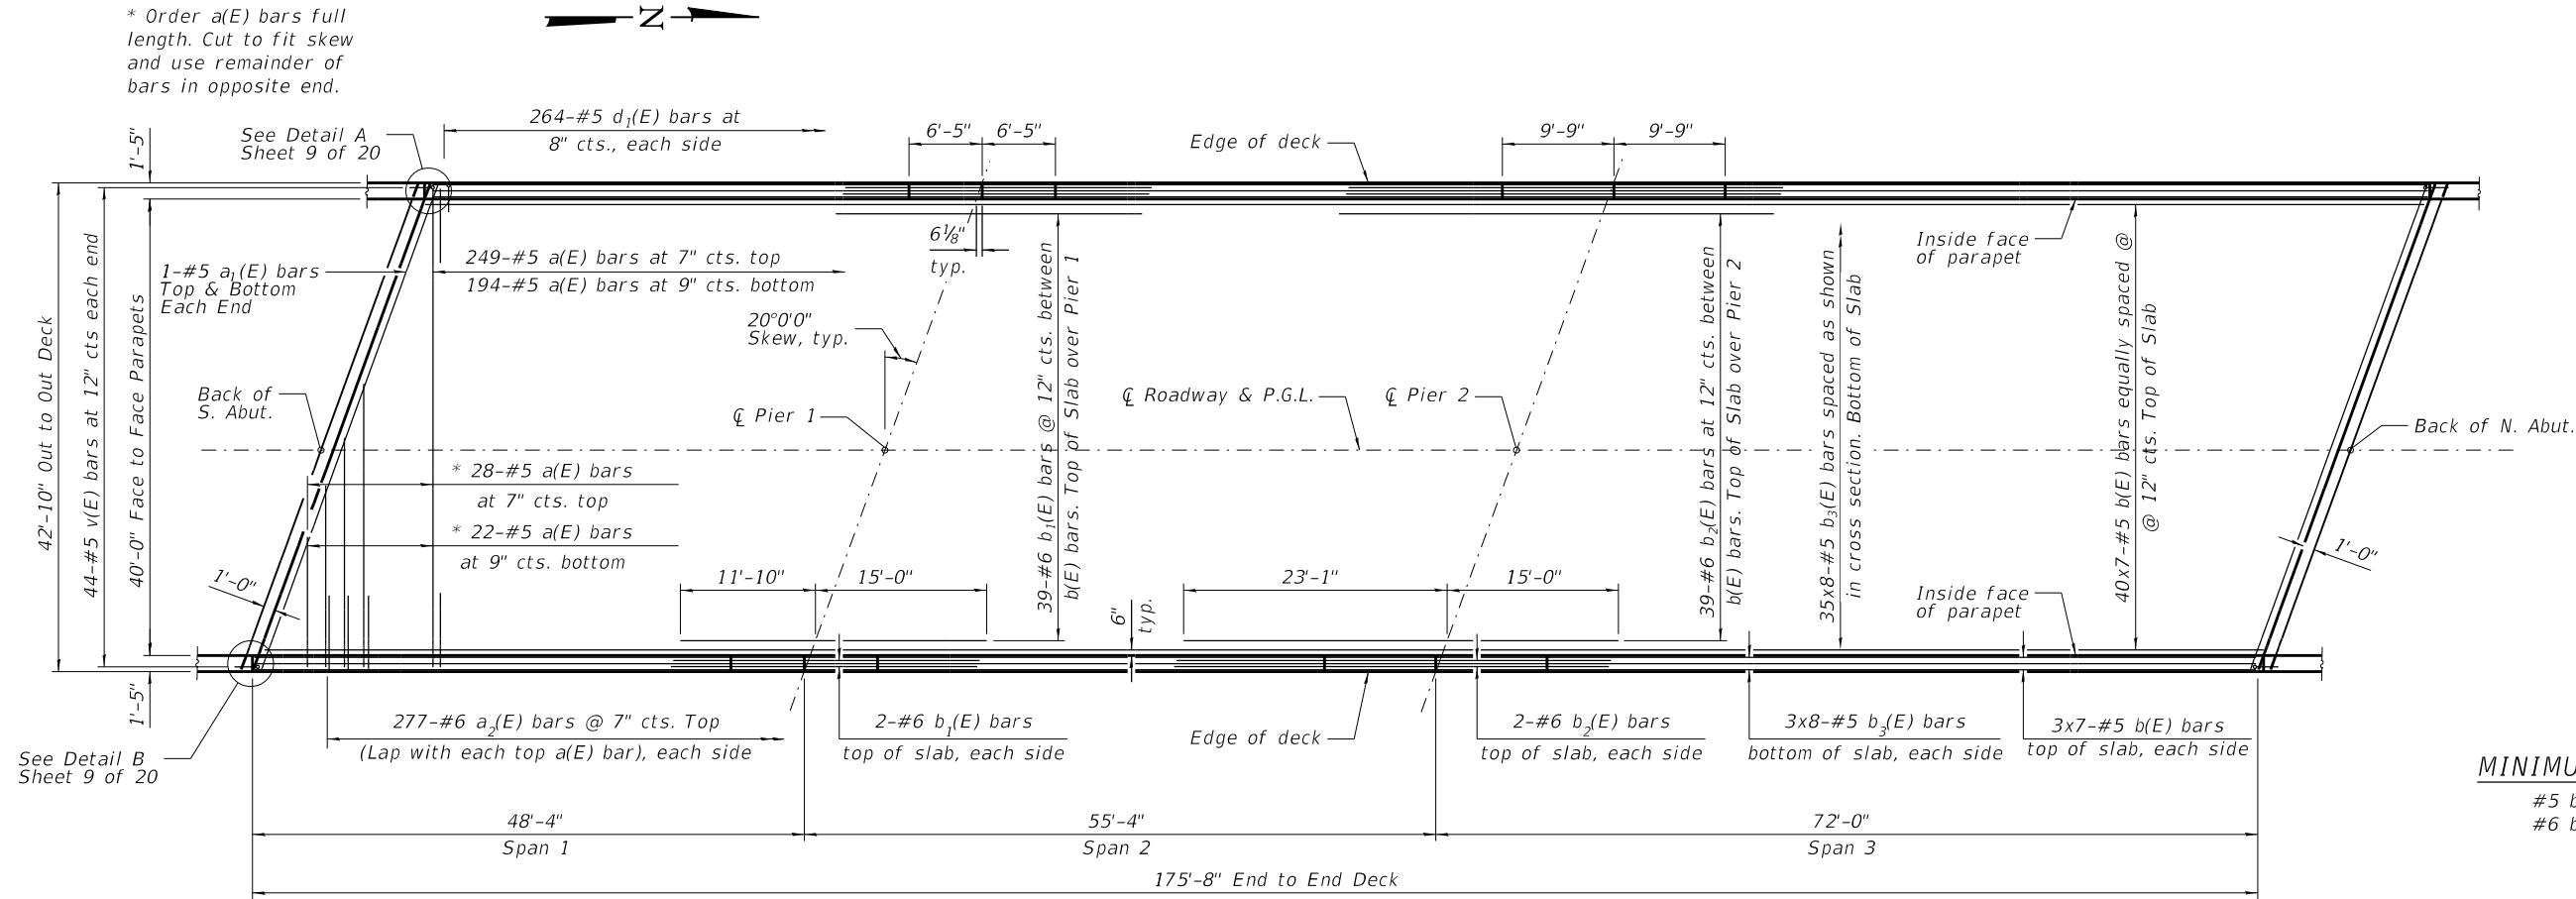 * Order a(E) bars full
length. Cut to fit skew
and use remainder of
bars in opposite end.
N
See Detail A
Sheet 9 of 20
264-#5 d₁(E) bars at
8" cts., each side
6'-5"
6'-5"
Edge of deck
9'-9"
9'-9"
1'-5"
42'-10" Out to Out Deck
44-#5 v(E) bars at 12" cts each end
40'-0" Face to Face Parapets
1'-5"
1-#5 a₁(E) bars
Top & Bottom
Each End
249-#5 a(E) bars at 7" cts. top
194-#5 a(E) bars at 9" cts. bottom
6⅛"
typ.
20°0'0"
Skew, typ.
39-#6 b₁(E) bars @ 12" cts. between
b(E) bars. Top of Slab over Pier 1
39-#6 b₂(E) bars at 12" cts. between
b(E) bars. Top of Slab over Pier 2
35x8-#5 b₃(E) bars spaced as shown
in cross section. Bottom of Slab
Inside face
of parapet
40x7-#5 b(E) bars equally spaced @
@ 12" cts. Top of Slab
Back of
S. Abut.
℄ Pier 1
℄ Roadway & P.G.L.
℄ Pier 2
Back of N. Abut.
* 28-#5 a(E) bars
at 7" cts. top
* 22-#5 a(E) bars
at 9" cts. bottom
1'-0"
11'-10"
15'-0"
6"
typ.
23'-1"
15'-0"
Inside face
of parapet
1'-0"
See Detail B
Sheet 9 of 20
277-#6 a₂(E) bars @ 7" cts. Top
(Lap with each top a(E) bar), each side
2-#6 b₁(E) bars
top of slab, each side
Edge of deck
2-#6 b₂(E) bars
top of slab, each side
3x8-#5 b₃(E) bars
bottom of slab, each side
3x7-#5 b(E) bars
top of slab, each side
MINIMU
#5 b
#6 b
48'-4"
Span 1
55'-4"
Span 2
72'-0"
Span 3
175'-8" End to End Deck